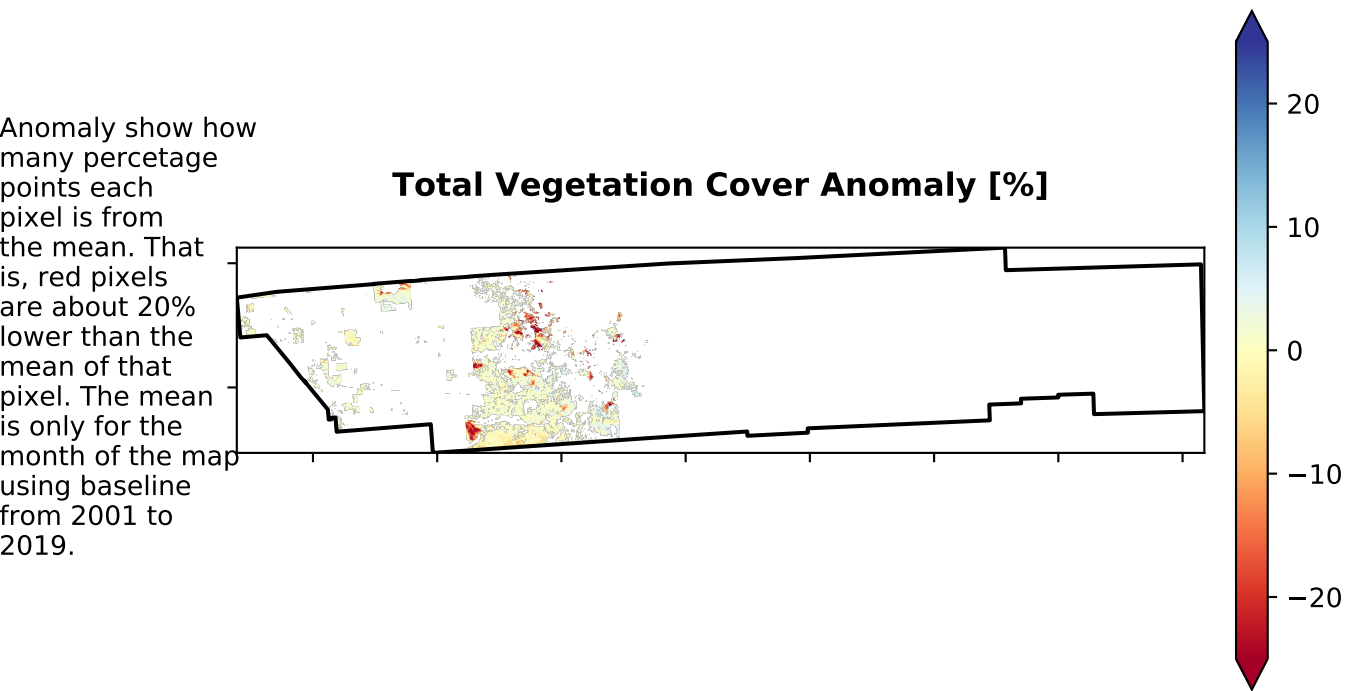 Anomaly show how
many percetage
points each
pixel is from
the mean. That
is, red pixels
are about 20%
lower than the
mean of that
pixel. The mean
is only for the
month of the map
using baseline
from 2001 to
2019.
Total Vegetation Cover Anomaly [%]
20
10
0
−10
−20